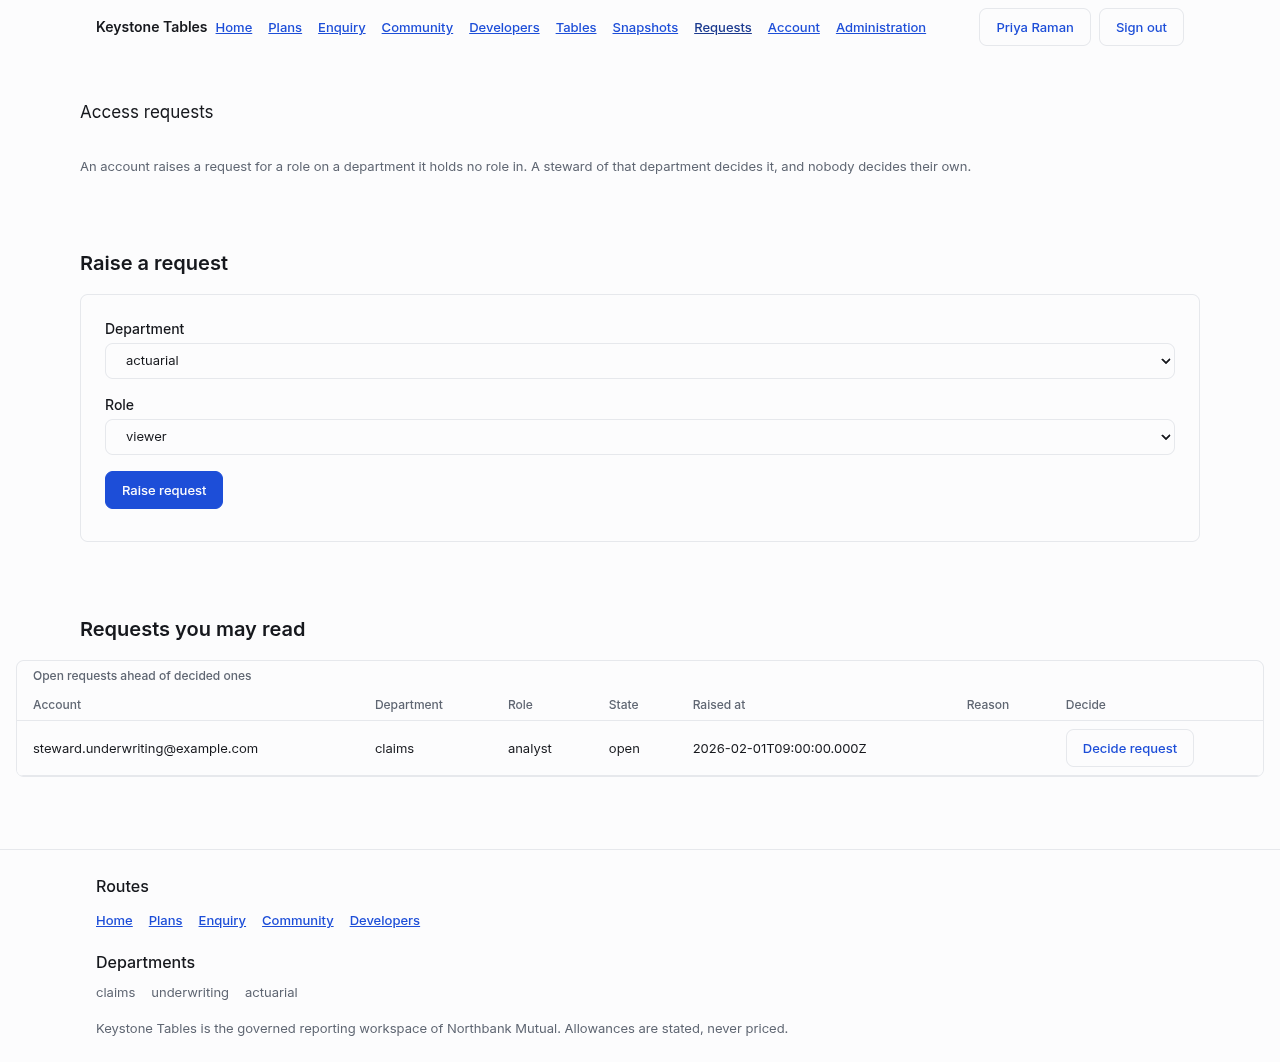 Keystone Tables Home Plans Enquiry Community Developers Tables Snapshots Requests Account Administration Priya Raman Sign out
Access requests
An account raises a request for a role on a department it holds no role in. A steward of that department decides it, and nobody decides their own.
Raise a request
Department
actuarial
Role
viewer
Raise request
Requests you may read
Open requests ahead of decided ones
Account Department Role State Raised at Reason Decide
steward.underwriting@example.com claims analyst open 2026-02-01T09:00:00.000Z Decide request
Routes
Home Plans Enquiry Community Developers
Departments
claims underwriting actuarial
Keystone Tables is the governed reporting workspace of Northbank Mutual. Allowances are stated, never priced.